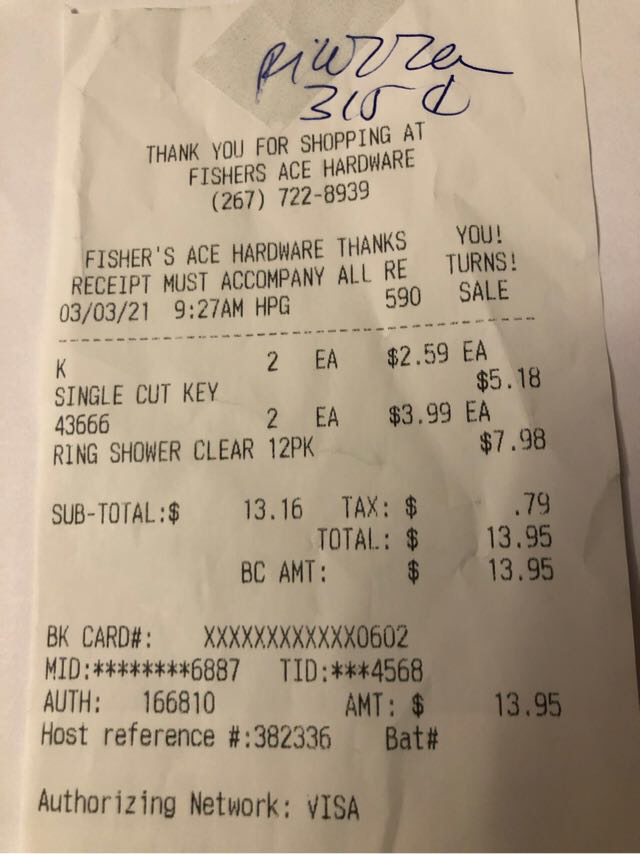 315 d
THANK YOU FOR SHOPPING AT
FISHERS ACE HARDWARE
(267) 722-8939
FISHER'S ACE HARDWARE THANKS YOU!
RECEIPT MUST ACCOMPANY ALL RE TURNS!
03/03/21 9:27AM HPG 590 SALE
K 2 EA $2.59 EA
$5.18
SINGLE CUT KEY
43666 2 EA $3.99 EA
RING SHOWER CLEAR 12PK $7.98
SUB-TOTAL:$ 13.16 TAX: $ .79
TOTAL: $ 13.95
BC AMT: $ 13.95
BK CARD#: XXXXXXXXXXXX0602
MID:********6887 TID:***4568
AUTH: 166810 AMT: $ 13.95
Host reference #:382336 Bat#
Authorizing Network: VISA